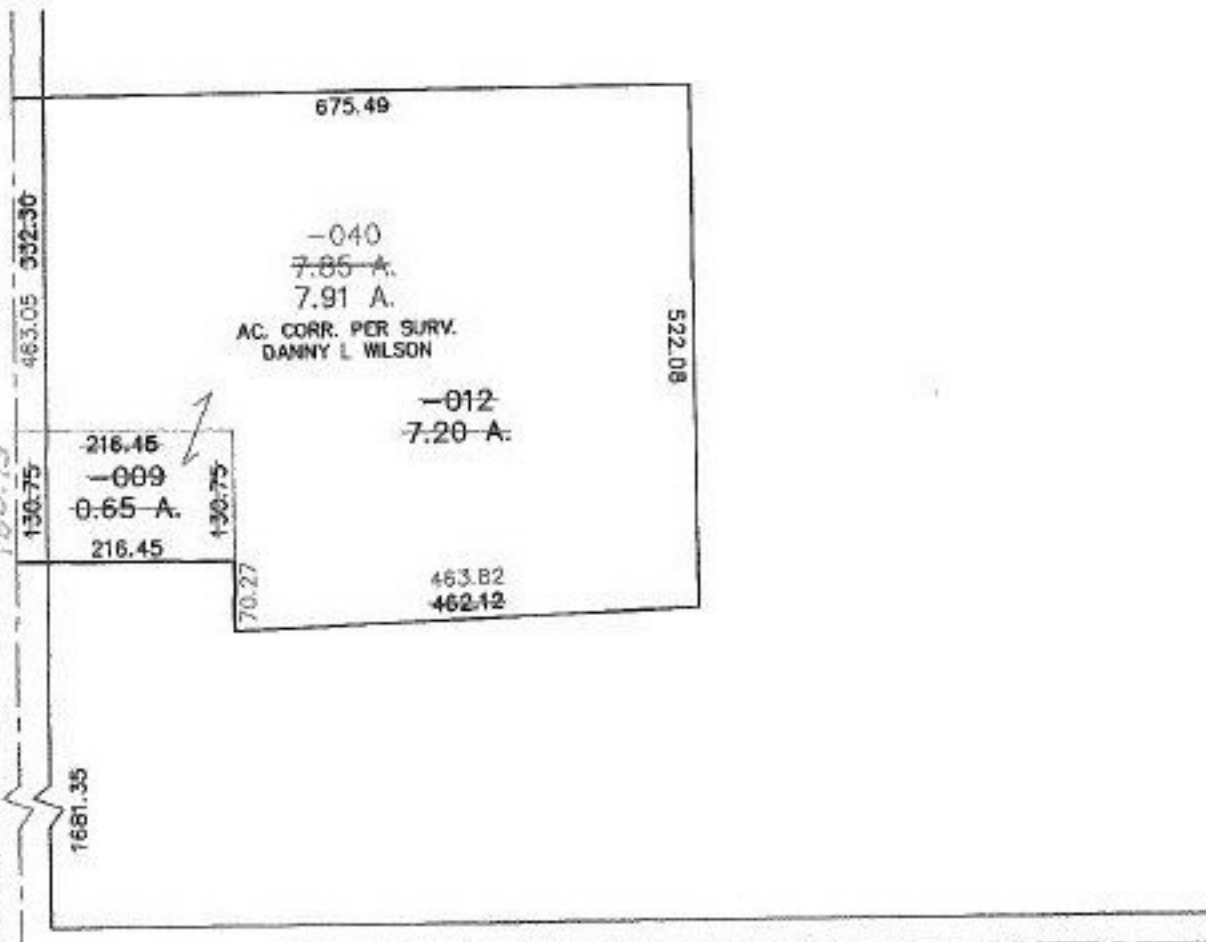 675.49
332.30
463.05
-040
7.85 A.
7.91 A.
AC. CORR. PER SURV.
DANNY L WILSON
522.08
-012
7.20 A.
216.45
-009
0.65 A.
130.75
130.75
216.45
70.27
463.82
462.12
1681.35